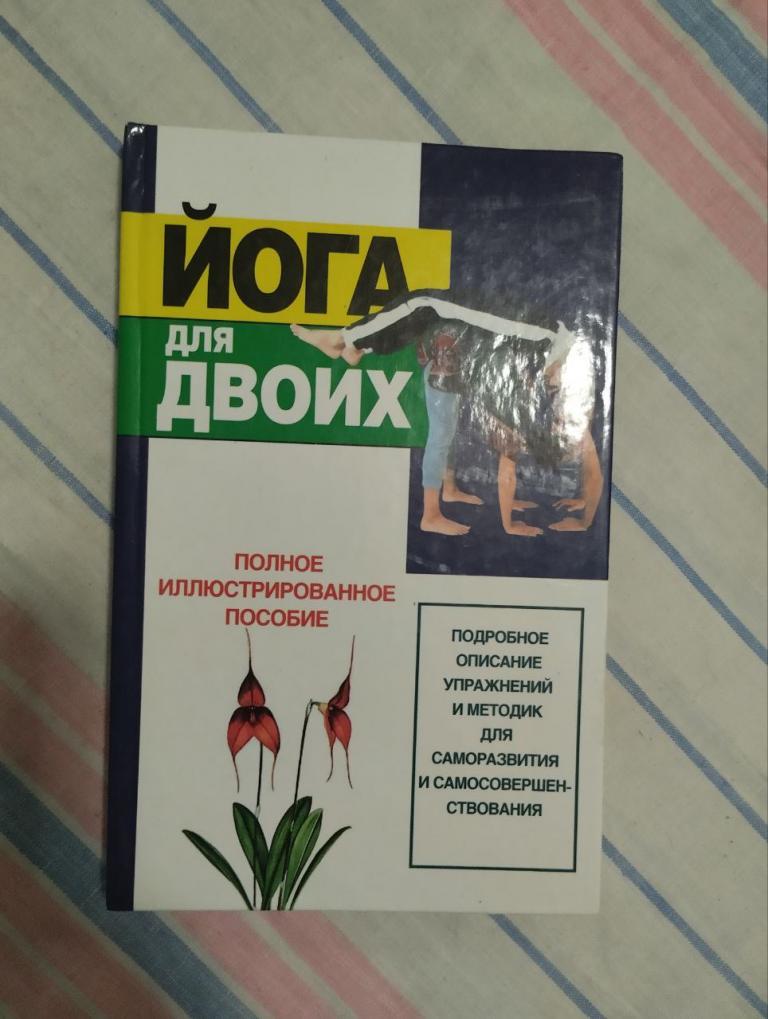 ЙОГА
ДЛЯ
ДВОИХ
ПОЛНОЕ
ИЛЛЮСТРИРОВАННОЕ
ПОСОБИЕ
ПОДРОБНОЕ
ОПИСАНИЕ
УПРАЖНЕНИЙ
И МЕТОДИК
ДЛЯ
САМОРАЗВИТИЯ
И САМОСОВЕРШЕН-
СТВОВАНИЯ